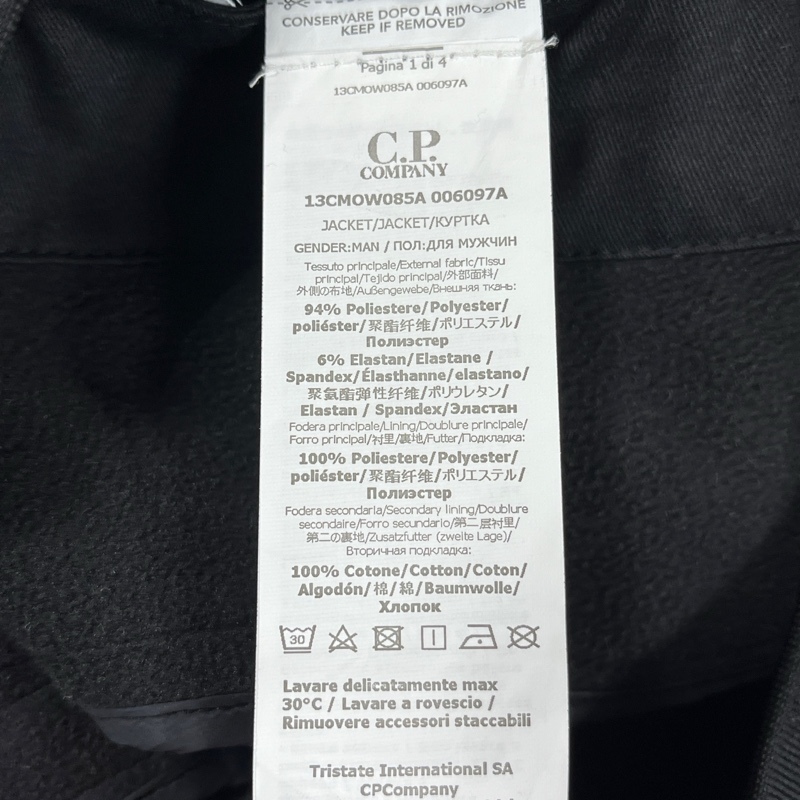 CONSERVARE DOPO LA RIMOZIONE
KEEP IF REMOVED
Pagina 1 di 4
13CMOW085A 006097A
C.P.
COMPANY
13CMOW085A 006097A
JACKET/JACKET/КУРТКА
GENDER:MAN / ПОЛ:ДЛЯ МУЖЧИН
Tessuto principale/External fabric/Tissu
principal/Tejido principal/外部面料/
外側の布地/Außengewebe/Внешняя ткань:
94% Poliestere/Polyester/
poliéster/聚酯纤维/ポリエステル/
Полиэстер
6% Elastan/Elastane /
Spandex/Élasthanne/elastano/
聚氨酯弹性纤维/ポリウレタン/
Elastan / Spandex/Эластан
Fodera principale/Lining/Doublure principale/
Forro principal/衬里/裏地/Futter/Подкладка:
100% Poliestere/Polyester/
poliéster/聚酯纤维/ポリエステル/
Полиэстер
Fodera secondaria/Secondary lining/Doublure
secondaire/Forro secundario/第二层衬里/
第二の裏地/Zusatzfutter (zweite Lage)/
Вторичная подкладка:
100% Cotone/Cotton/Coton/
Algodón/棉/綿/Baumwolle/
Хлопок
30
Lavare delicatamente max
30°C / Lavare a rovescio /
Rimuovere accessori staccabili
Tristate International SA
CPCompany